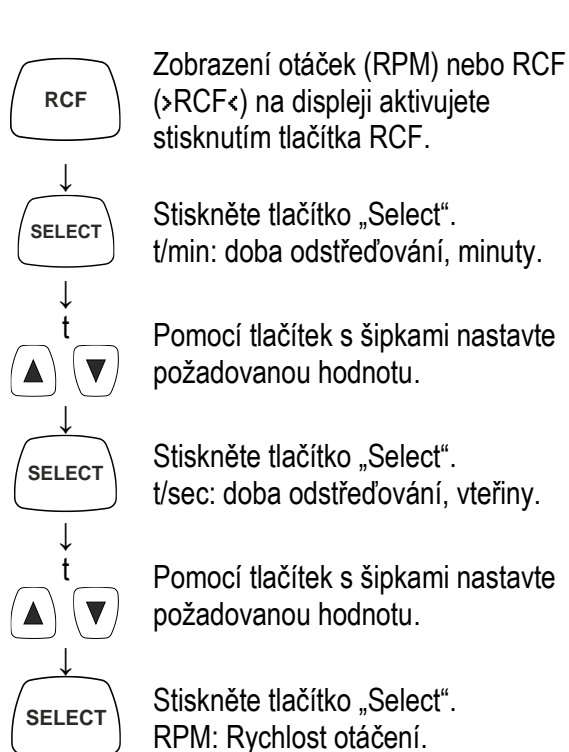 RCF
Zobrazení otáček (RPM) nebo RCF
(›RCF‹) na displeji aktivujete
stisknutím tlačítka RCF.
↓
SELECT
Stiskněte tlačítko „Select“.
t/min: doba odstřeďování, minuty.
↓
t
▲ ▼
Pomocí tlačítek s šipkami nastavte
požadovanou hodnotu.
↓
SELECT
Stiskněte tlačítko „Select“.
t/sec: doba odstřeďování, vteřiny.
↓
t
▲ ▼
Pomocí tlačítek s šipkami nastavte
požadovanou hodnotu.
↓
SELECT
Stiskněte tlačítko „Select“.
RPM: Rychlost otáčení.